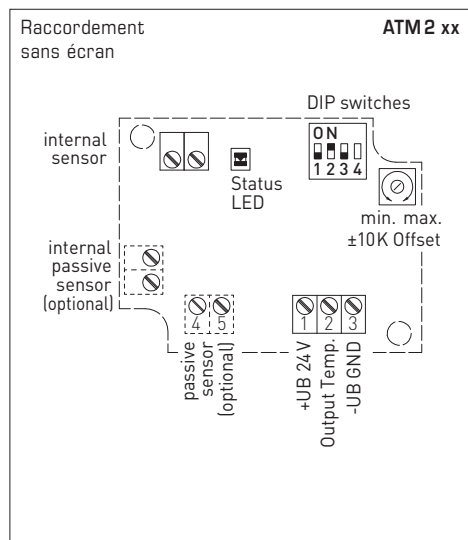 Raccordement
sans écran
ATM 2 xx
DIP switches
ON
1 2 3 4
internal
sensor
Status
LED
min. max.
±10K Offset
internal
passive
sensor
(optional)
4 5
passive
sensor
(optional)
1 2 3
+UB 24 V
Output Temp.
-UB GND